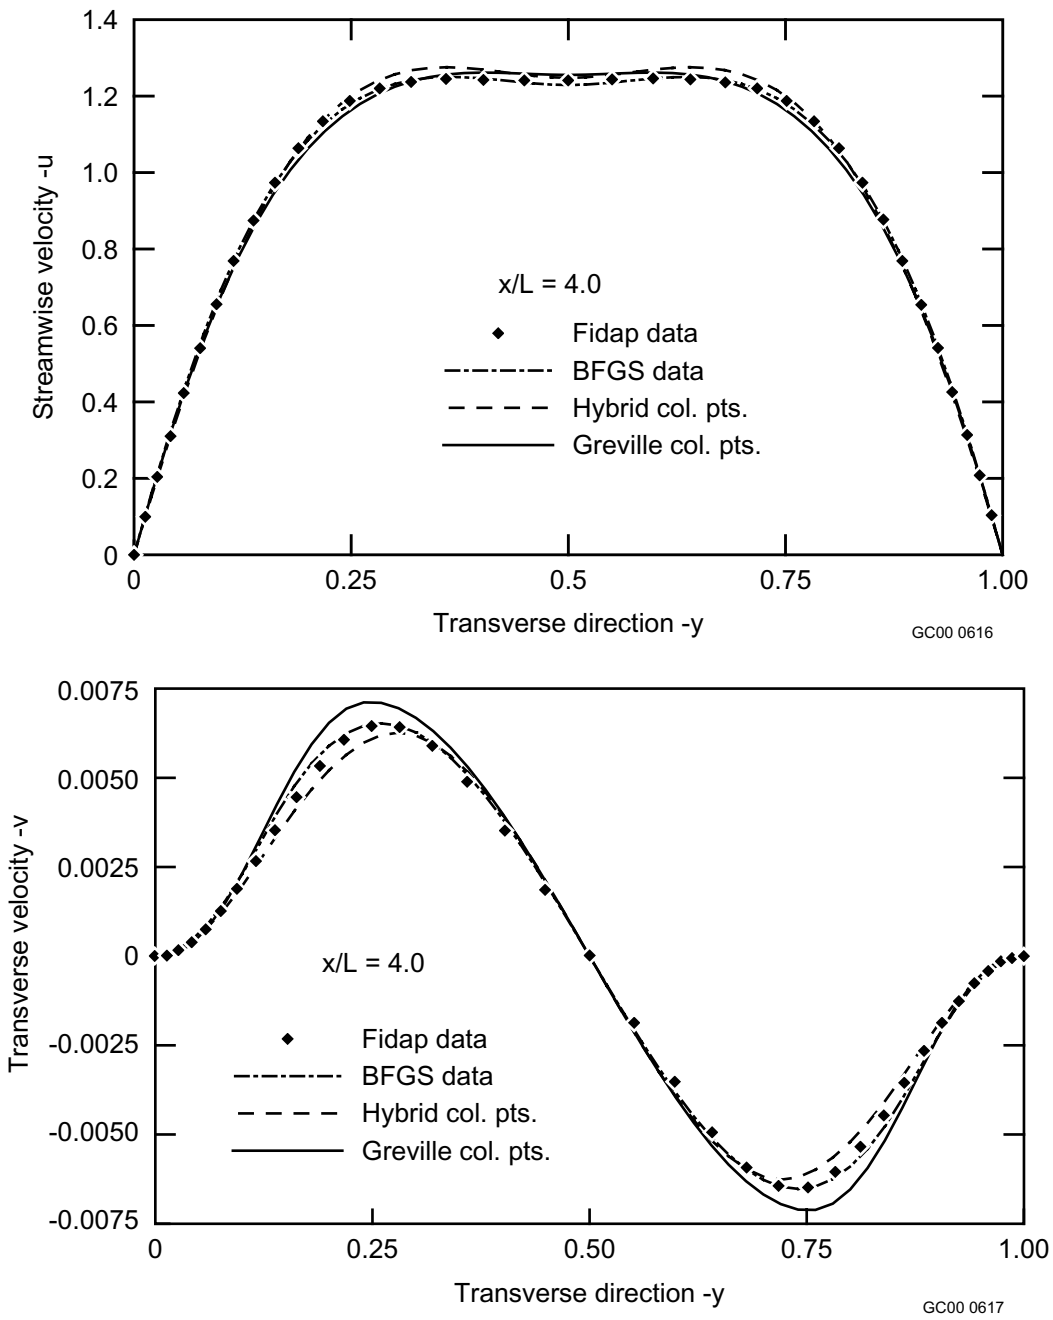 1.4
1.2
1.0
0.8
0.6
0.4
0.2
0
Streamwise velocity -u
x/L = 4.0
Fidap data
BFGS data
Hybrid col. pts.
Greville col. pts.
0 0.25 0.5 0.75 1.00
Transverse direction -y
GC00 0616
0.0075
0.0050
0.0025
0
-0.0025
-0.0050
-0.0075
Transverse velocity -v
x/L = 4.0
Fidap data
BFGS data
Hybrid col. pts.
Greville col. pts.
0 0.25 0.50 0.75 1.00
Transverse direction -y
GC00 0617